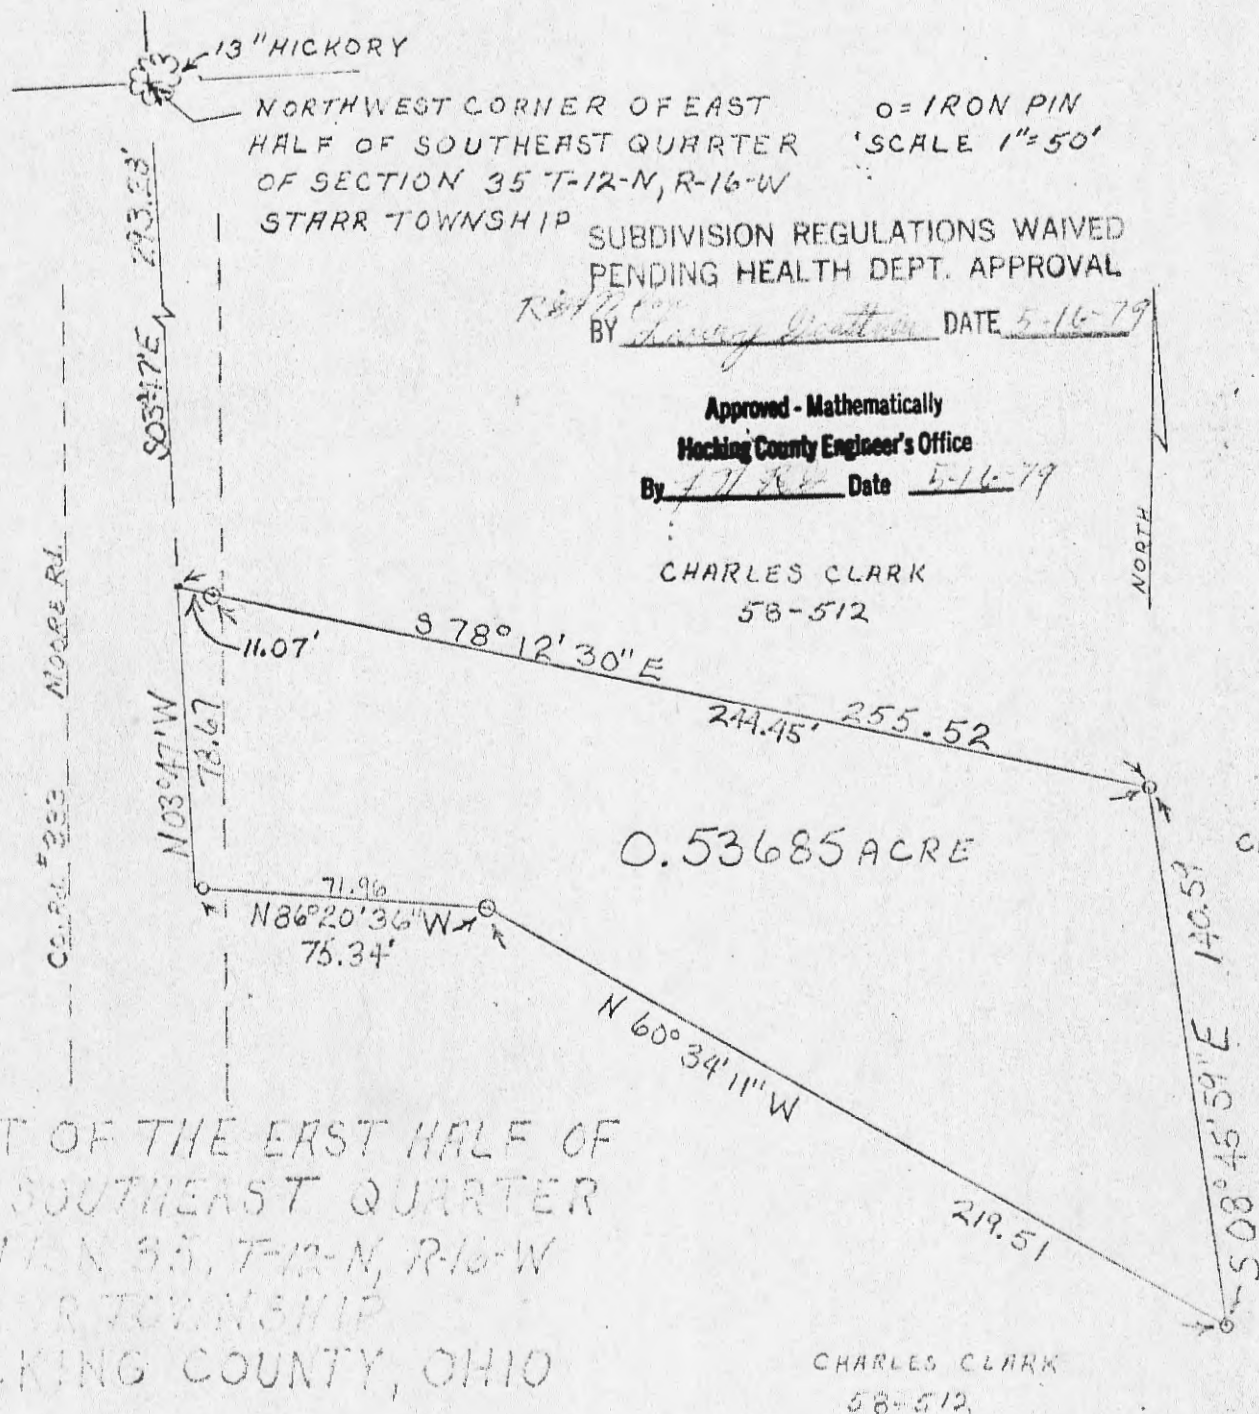 13" HICKORY
NORTHWEST CORNER OF EAST
HALF OF SOUTHEAST QUARTER
OF SECTION 35 T-12-N, R-16-W
STARR TOWNSHIP
O = IRON PIN
SCALE 1"=50'
SUBDIVISION REGULATIONS WAIVED
PENDING HEALTH DEPT. APPROVAL
BY DATE 5-16-79
Approved - Mathematically
Hocking County Engineer's Office
By Date 5-16-79
293.23'
S03°47'E
CO. Rd. #333 MOORE Rd.
NORTH
CHARLES CLARK
58-512
11.07'
S 78° 12' 30" E
244.45' 255.52
N03°47'W
78.67
0.53685 ACRE
C
71.96
N86°20'36"W
75.34'
N 60° 34' 11" W
219.51
140.59
S 08° 45' 59" E
T OF THE EAST HALF OF
SOUTHEAST QUARTER
N 35, T-12-N, R-16-W
R TOWNSHIP
KING COUNTY, OHIO
CHARLES CLARK
58-512